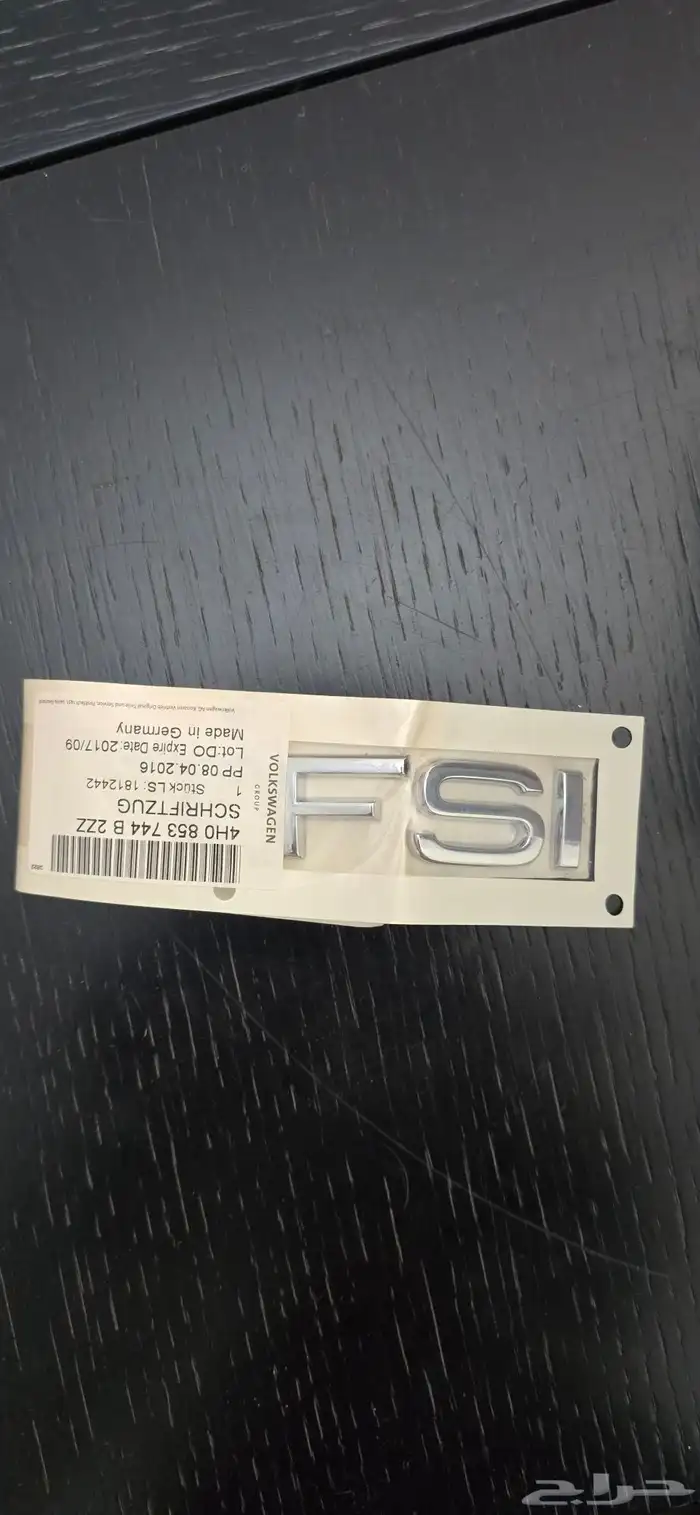 FSI
VOLKSWAGEN
GROUP
4H0 853 744 B 2ZZ
SCHRIFTZUG
1 Stück LS: 1812442
PP 08.04.2016
Lot:DO Expire Date:2017/09
Made in Germany
حراج